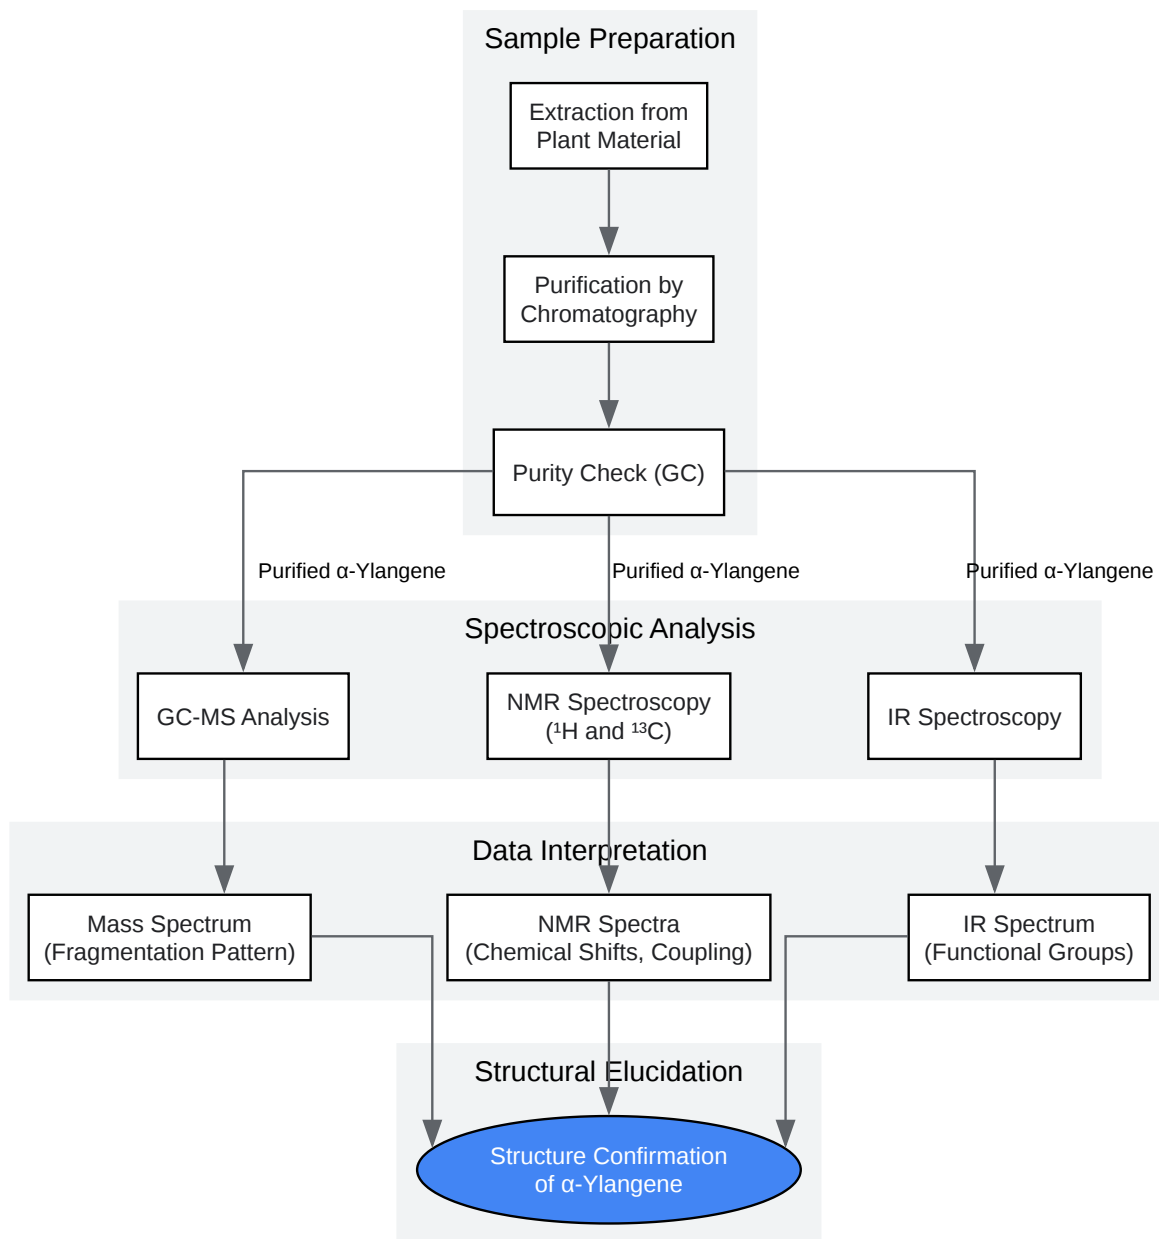 Sample Preparation
Extraction from
Plant Material
Purification by
Chromatography
Purity Check (GC)
Purified α-Ylangene
Purified α-Ylangene
Purified α-Ylangene
Spectroscopic Analysis
GC-MS Analysis
NMR Spectroscopy
(¹H and ¹³C)
IR Spectroscopy
Data Interpretation
Mass Spectrum
(Fragmentation Pattern)
NMR Spectra
(Chemical Shifts, Coupling)
IR Spectrum
(Functional Groups)
Structural Elucidation
Structure Confirmation
of α-Ylangene